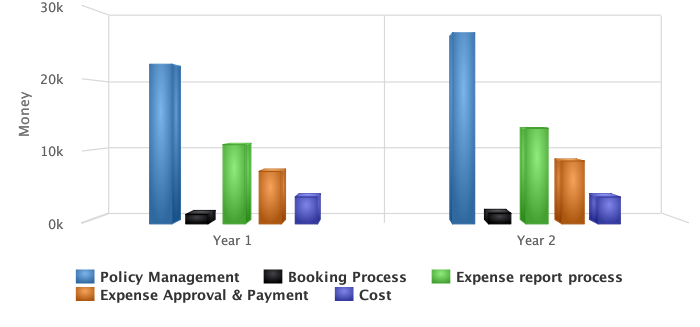 30k
20k
10k
0k
Money
Year 1
Year 2
Policy Management
Booking Process
Expense report process
Expense Approval & Payment
Cost